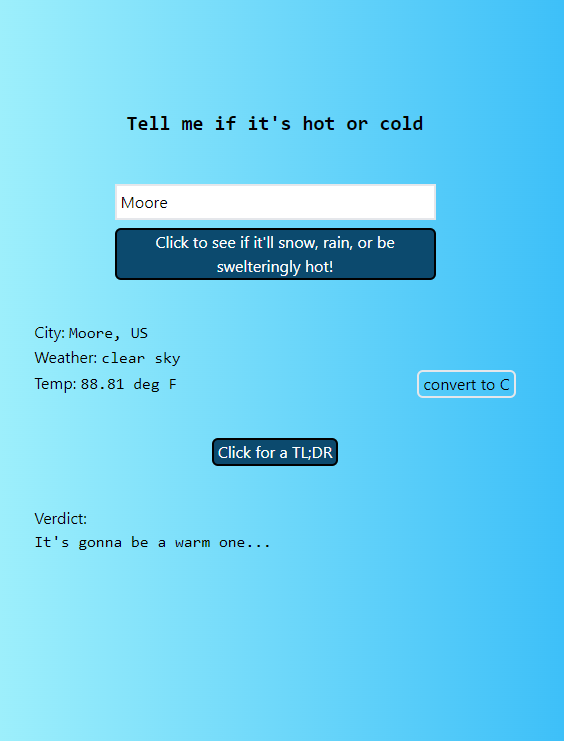 Tell me if it's hot or cold
Moore
Click to see if it'll snow, rain, or be
swelteringly hot!
City: Moore, US
Weather: clear sky
Temp: 88.81 deg F
convert to C
Click for a TL;DR
Verdict:
It's gonna be a warm one...